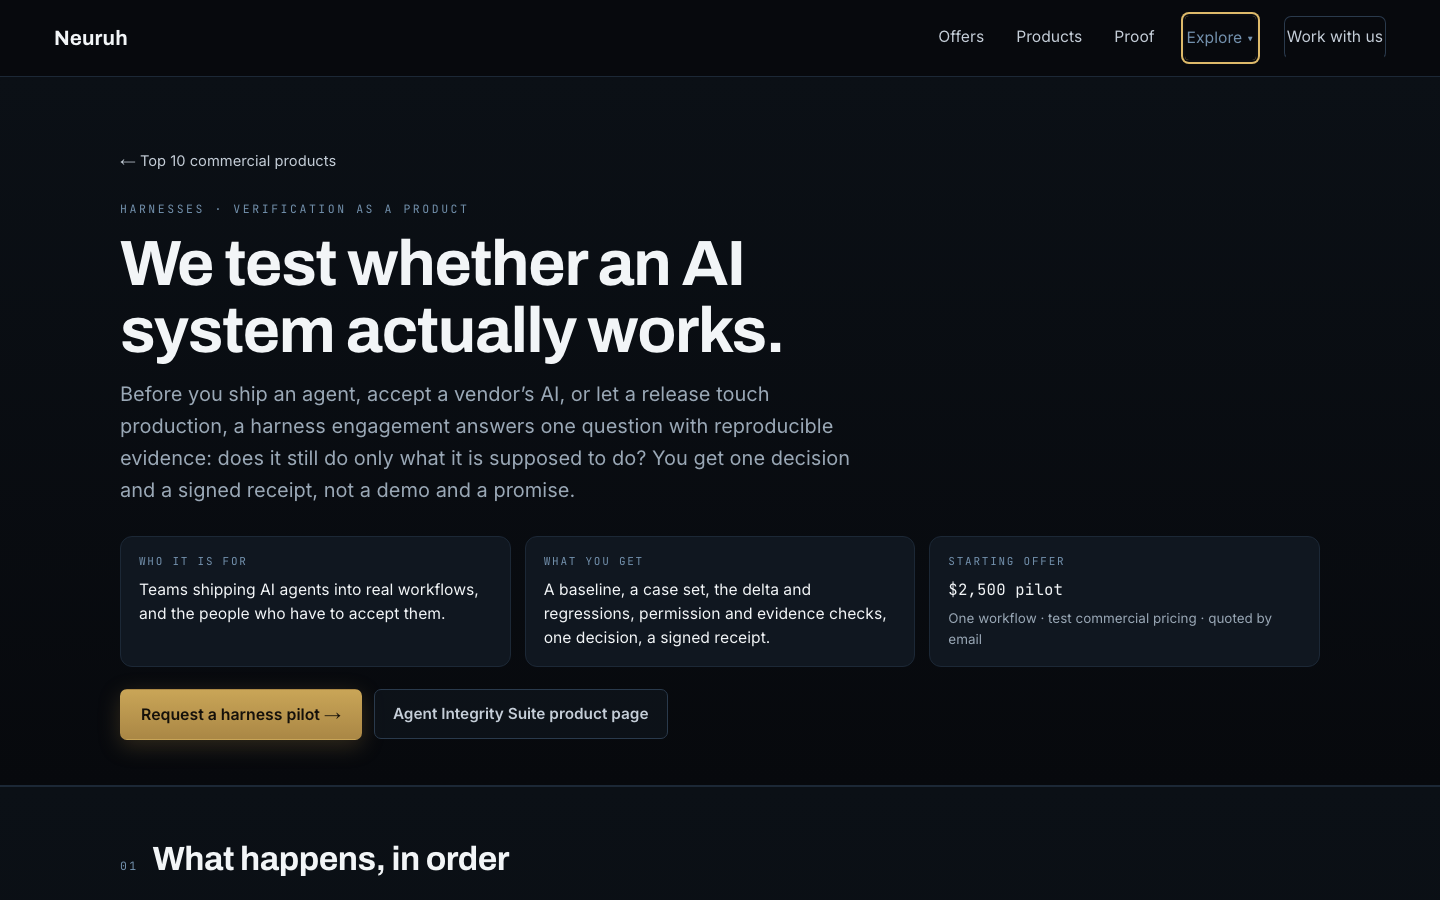 Neuruh
Offers
Products
Proof
Explore ▾
Work with us
← Top 10 commercial products
HARNESSES · VERIFICATION AS A PRODUCT
We test whether an AI
system actually works.
Before you ship an agent, accept a vendor’s AI, or let a release touch
production, a harness engagement answers one question with reproducible
evidence: does it still do only what it is supposed to do? You get one decision
and a signed receipt, not a demo and a promise.
WHO IT IS FOR
Teams shipping AI agents into real workflows,
and the people who have to accept them.
WHAT YOU GET
A baseline, a case set, the delta and
regressions, permission and evidence checks,
one decision, a signed receipt.
STARTING OFFER
$2,500 pilot
One workflow · test commercial pricing · quoted by
email
Request a harness pilot →
Agent Integrity Suite product page
01 What happens, in order